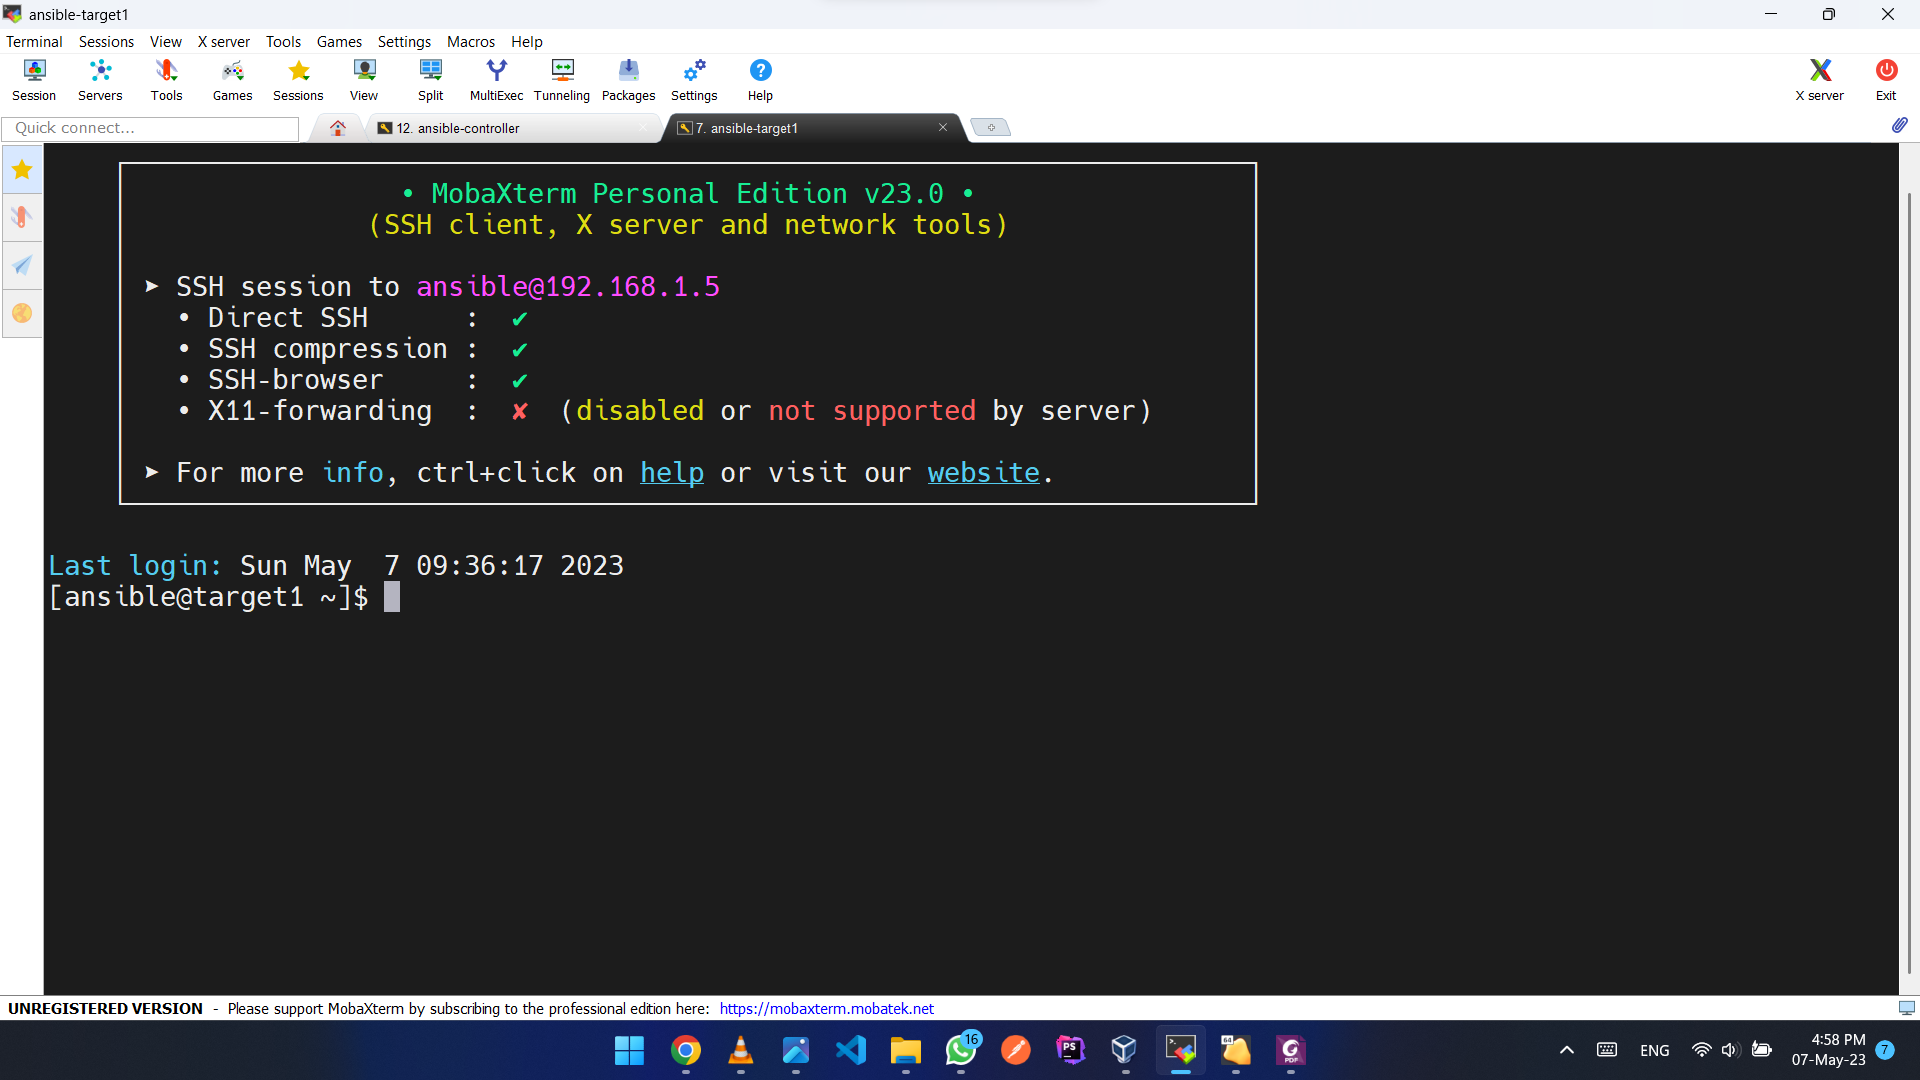 ansible-target1
Terminal Sessions View X server Tools Games Settings Macros Help
Session Servers Tools Games Sessions View Split MultiExec Tunneling Packages Settings Help X server Exit
Quick connect... 12. ansible-controller 7. ansible-target1
• MobaXterm Personal Edition v23.0 •
(SSH client, X server and network tools)
➤ SSH session to ansible@192.168.1.5
• Direct SSH : ✔
• SSH compression : ✔
• SSH-browser : ✔
• X11-forwarding : ✘ (disabled or not supported by server)
➤ For more info, ctrl+click on help or visit our website.
Last login: Sun May 7 09:36:17 2023
[ansible@target1 ~]$
UNREGISTERED VERSION - Please support MobaXterm by subscribing to the professional edition here: https://mobaxterm.mobatek.net
16
PS
64
PDF
ENG
4:58 PM
07-May-23
7